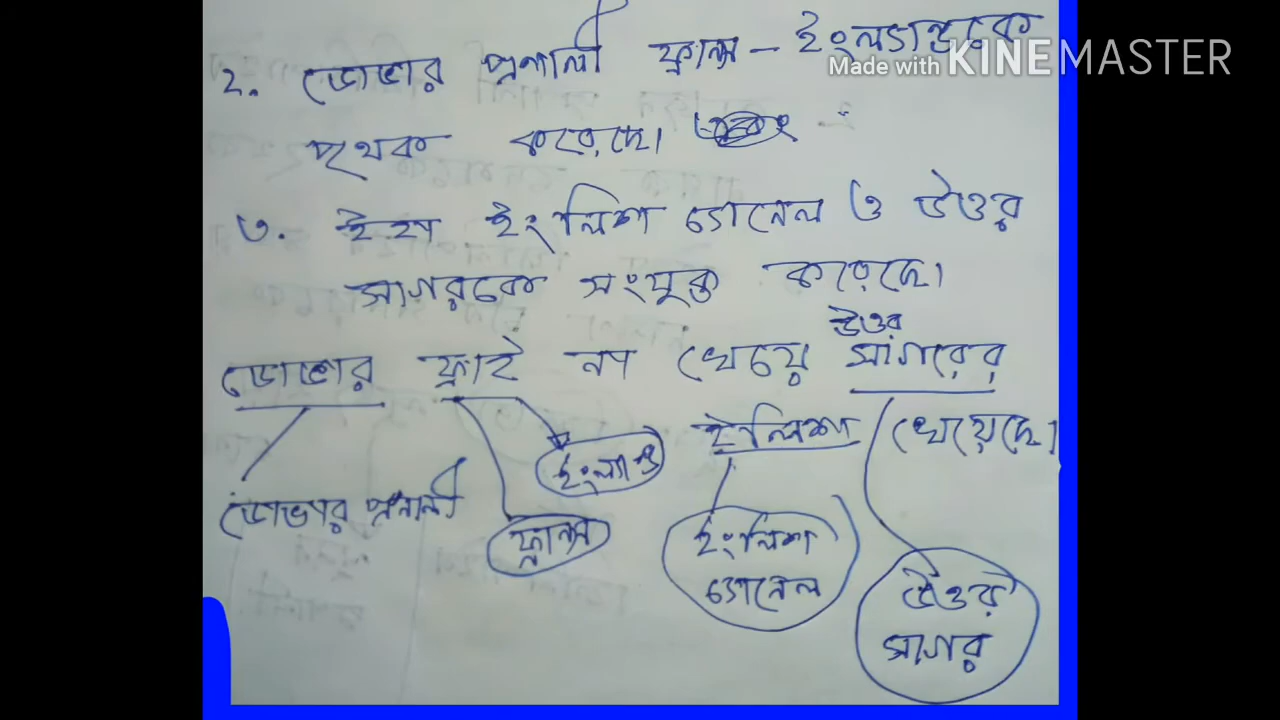 ২. ডোভার প্রণালী ফ্রান্স – ইংল্যান্ডকে
Made with KINEMASTER
পৃথক করেছে।
৩. ইহা ইংলিশ চ্যানেল ও উত্তর
সাগরকে সংযুক্ত করেছে।
উত্তর
ডোভার ফ্রাই না খেয়ে সাগরের
ইলিশ খেয়েছে।
ইংল্যান্ড
ডোভার প্রণালী
ফ্রান্স
ইংলিশ
চ্যানেল
উত্তর
সাগর